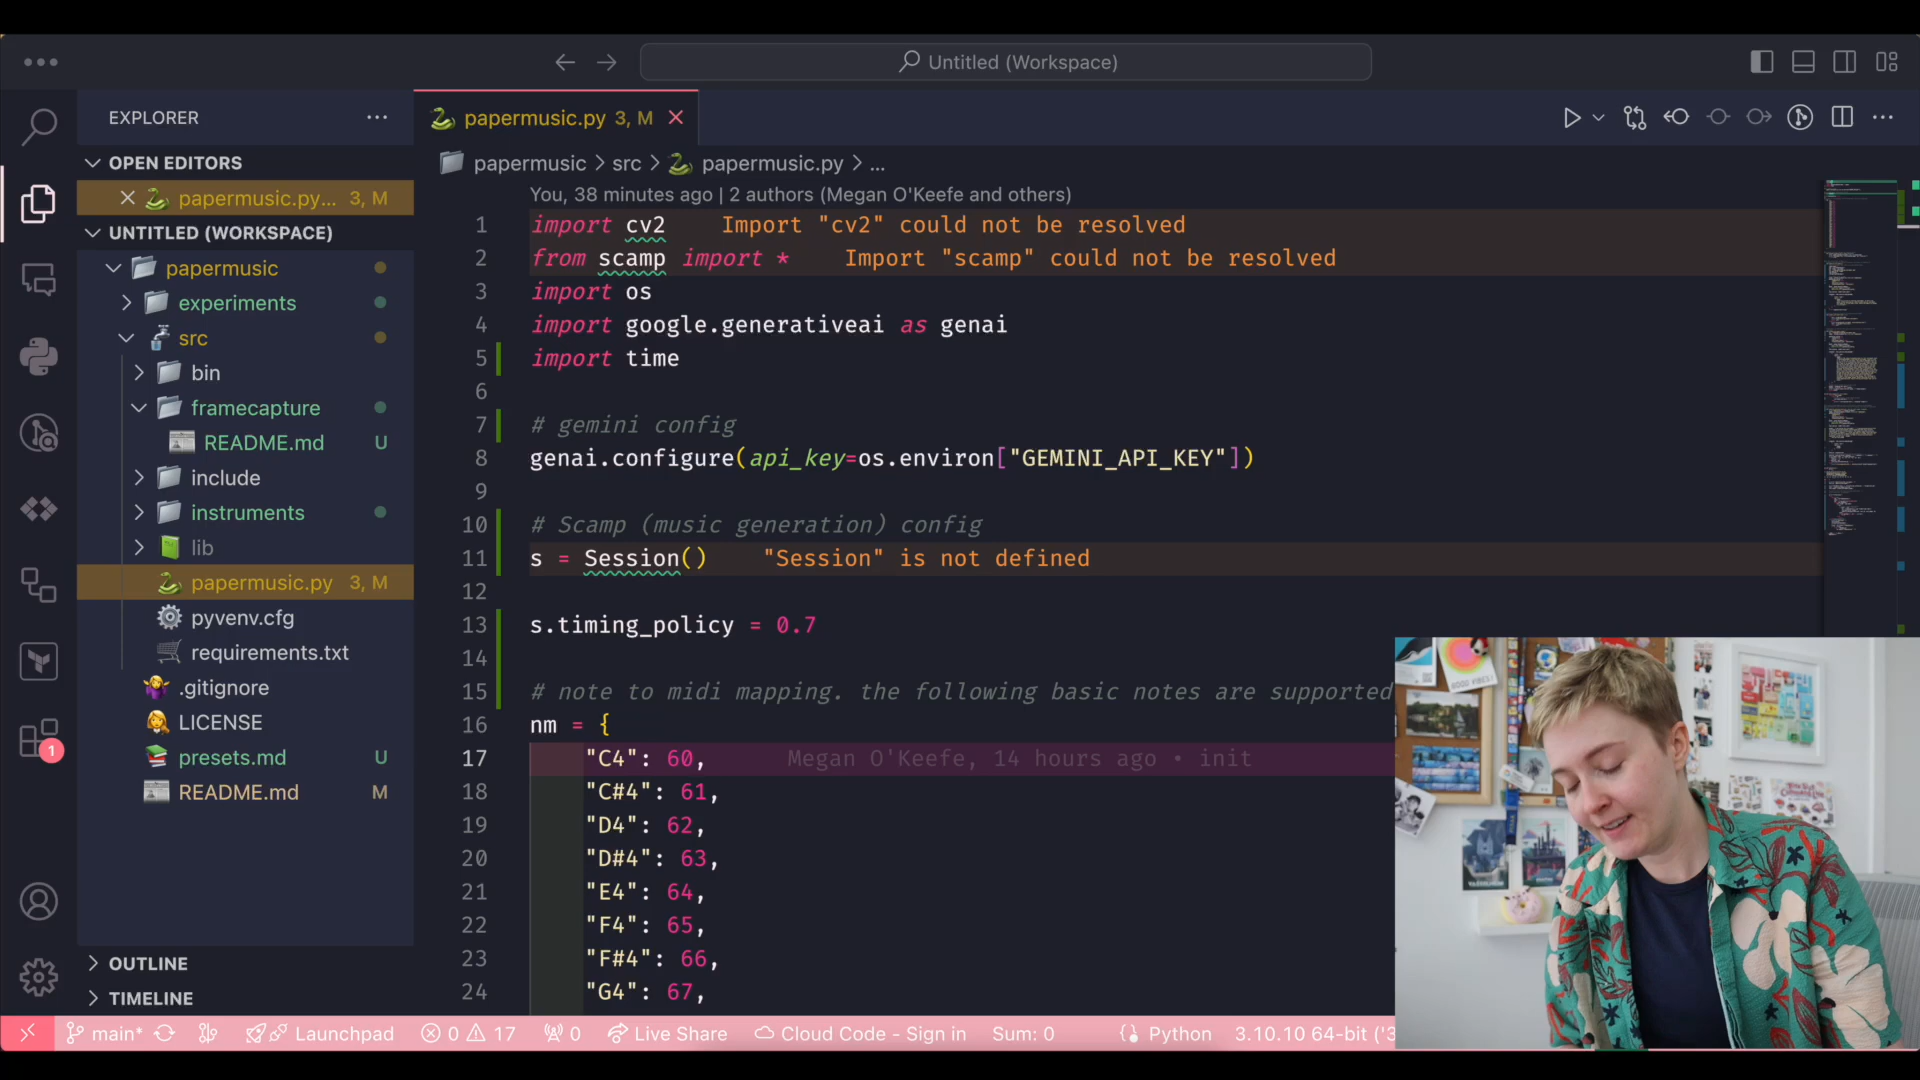 Untitled (Workspace)
EXPLORER
OPEN EDITORS
papermusic.py... 3, M
UNTITLED (WORKSPACE)
papermusic
experiments
src
bin
framecapture
README.md U
include
instruments
lib
papermusic.py 3, M
pyvenv.cfg
requirements.txt
.gitignore
LICENSE
presets.md U
README.md M
OUTLINE
TIMELINE
1
papermusic.py 3, M
papermusic > src > papermusic.py > ...
You, 38 minutes ago | 2 authors (Megan O'Keefe and others)
1 import cv2 Import "cv2" could not be resolved
2 from scamp import * Import "scamp" could not be resolved
3 import os
4 import google.generativeai as genai
5 import time
6
7 # gemini config
8 genai.configure(api_key=os.environ["GEMINI_API_KEY"])
9
10 # Scamp (music generation) config
11 s = Session() "Session" is not defined
12
13 s.timing_policy = 0.7
14
15 # note to midi mapping. the following basic notes are supported
16 nm = {
17 "C4": 60, Megan O'Keefe, 14 hours ago • init
18 "C#4": 61,
19 "D4": 62,
20 "D#4": 63,
21 "E4": 64,
22 "F4": 65,
23 "F#4": 66,
24 "G4": 67,
main* Launchpad 0 17 0 Live Share Cloud Code - Sign in Sum: 0 Python 3.10.10 64-bit ('3